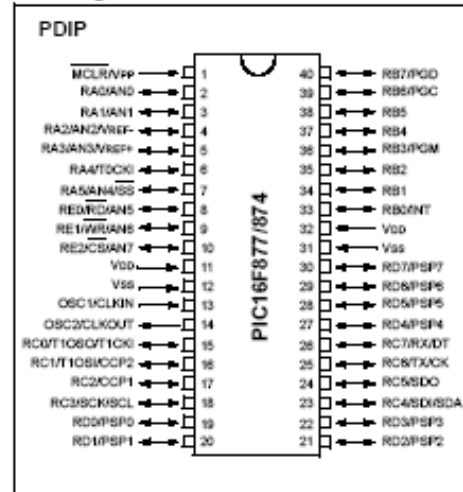 PDIP
MCLR/VPP 1 40 RB7/PGD
RA0/AN0 2 39 RB6/PGC
RA1/AN1 3 38 RB5
RA2/AN2/VREF- 4 37 RB4
RA3/AN3/VREF+ 5 36 RB3/PGM
RA4/T0CKI 6 35 RB2
RA5/AN4/SS 7 34 RB1
RE0/RD/AN5 8 33 RB0/INT
RE1/WR/AN6 9 32 VDD
RE2/CS/AN7 10 31 VSS
VDD 11 30 RD7/PSP7
VSS 12 29 RD6/PSP6
OSC1/CLKIN 13 28 RD5/PSP5
OSC2/CLKOUT 14 27 RD4/PSP4
RC0/T1OSO/T1CKI 15 26 RC7/RX/DT
RC1/T1OSI/CCP2 16 25 RC6/TX/CK
RC2/CCP1 17 24 RC5/SDO
RC3/SCK/SCL 18 23 RC4/SDI/SDA
RD0/PSP0 19 22 RD3/PSP3
RD1/PSP1 20 21 RD2/PSP2
PIC16F877/874